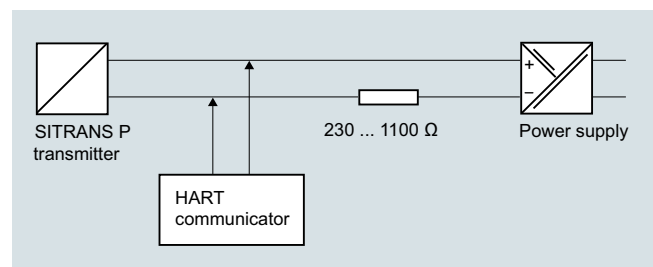 +
–
SITRANS P
transmitter
230 ... 1100 Ω
Power supply
HART
communicator